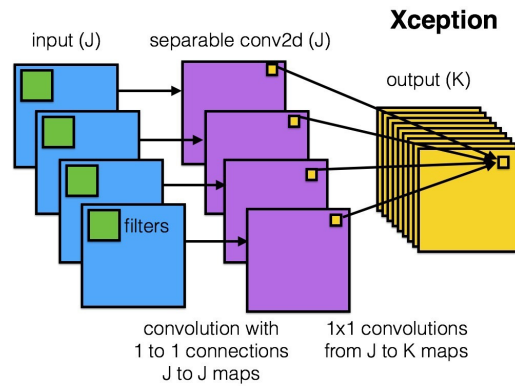 Xception
input (J)
separable conv2d (J)
output (K)
filters
convolution with
1 to 1 connections
J to J maps
1x1 convolutions
from J to K maps